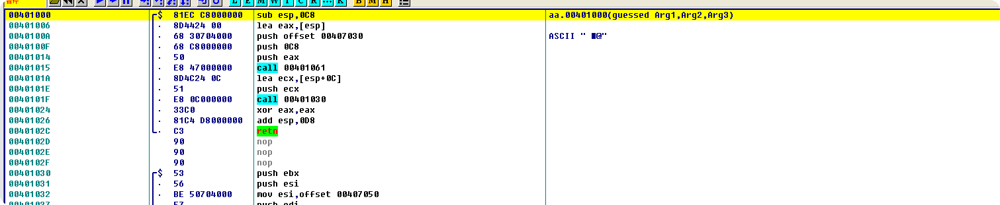 L E M W T C R ... K B M H
00401000 $ 81EC C8000000 sub esp,0C8 aa.00401000(guessed Arg1,Arg2,Arg3)
00401006 . 8D4424 00 lea eax,[esp]
0040100A . 68 30704000 push offset 00407030 ASCII " ■@"
0040100F . 68 C8000000 push 0C8
00401014 . 50 push eax
00401015 . E8 47000000 call 00401061
0040101A . 8D4C24 0C lea ecx,[esp+0C]
0040101E . 51 push ecx
0040101F . E8 0C000000 call 00401030
00401024 . 33C0 xor eax,eax
00401026 . 81C4 D8000000 add esp,0D8
0040102C . C3 retn
0040102D 90 nop
0040102E 90 nop
0040102F 90 nop
00401030 $ 53 push ebx
00401031 . 56 push esi
00401032 . BE 50704000 mov esi,offset 00407050
00401037 . 57 push edi